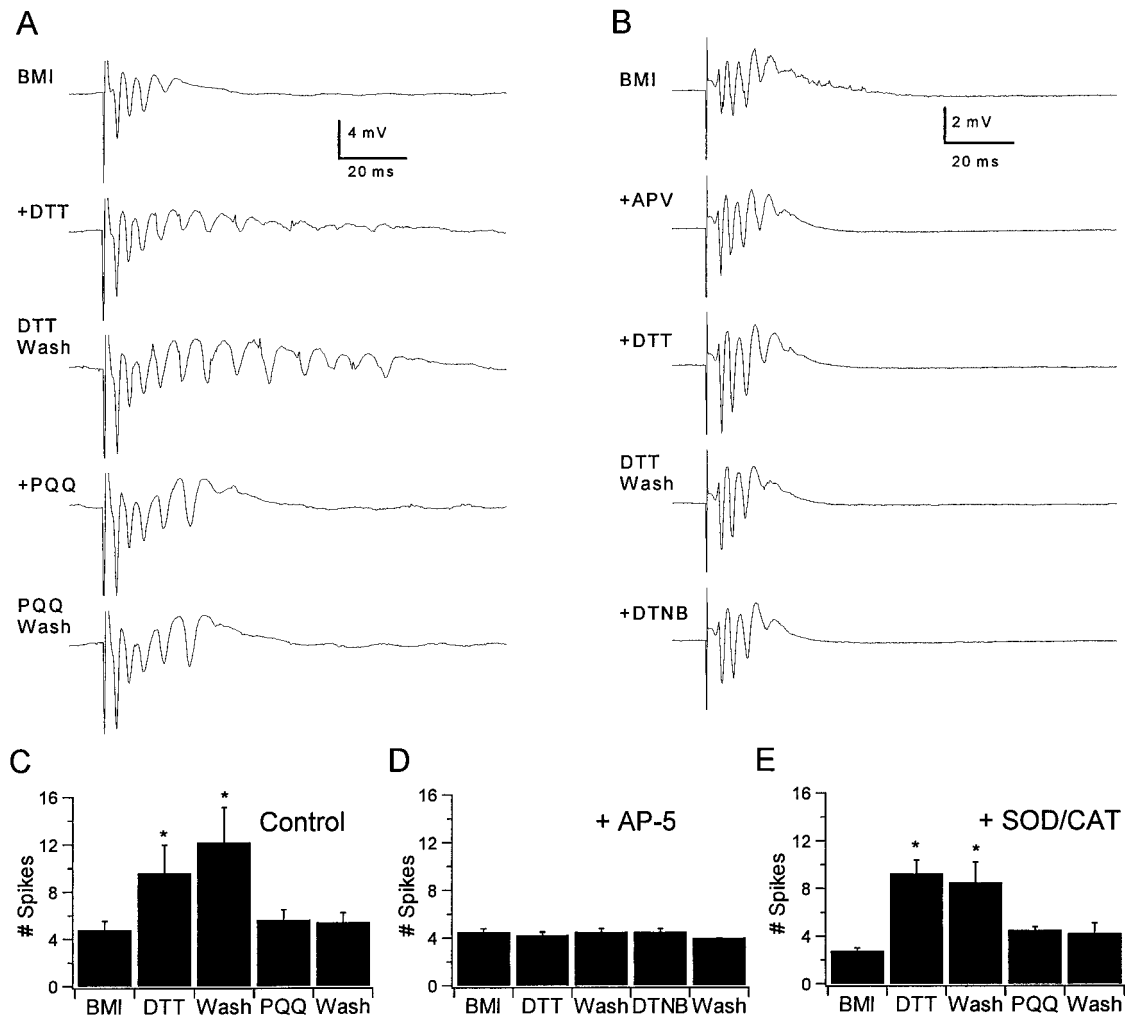 A
BMI
4 mV
20 ms
+DTT
DTT
Wash
+PQQ
PQQ
Wash
B
BMI
2 mV
20 ms
+APV
+DTT
DTT
Wash
+DTNB
C
Control
# Spikes
16
12
8
4
0
*
*
BMI DTT Wash PQQ Wash
D
+ AP-5
# Spikes
16
12
8
4
0
BMI DTT Wash DTNB Wash
E
+ SOD/CAT
# Spikes
16
12
8
4
0
*
*
BMI DTT Wash PQQ Wash